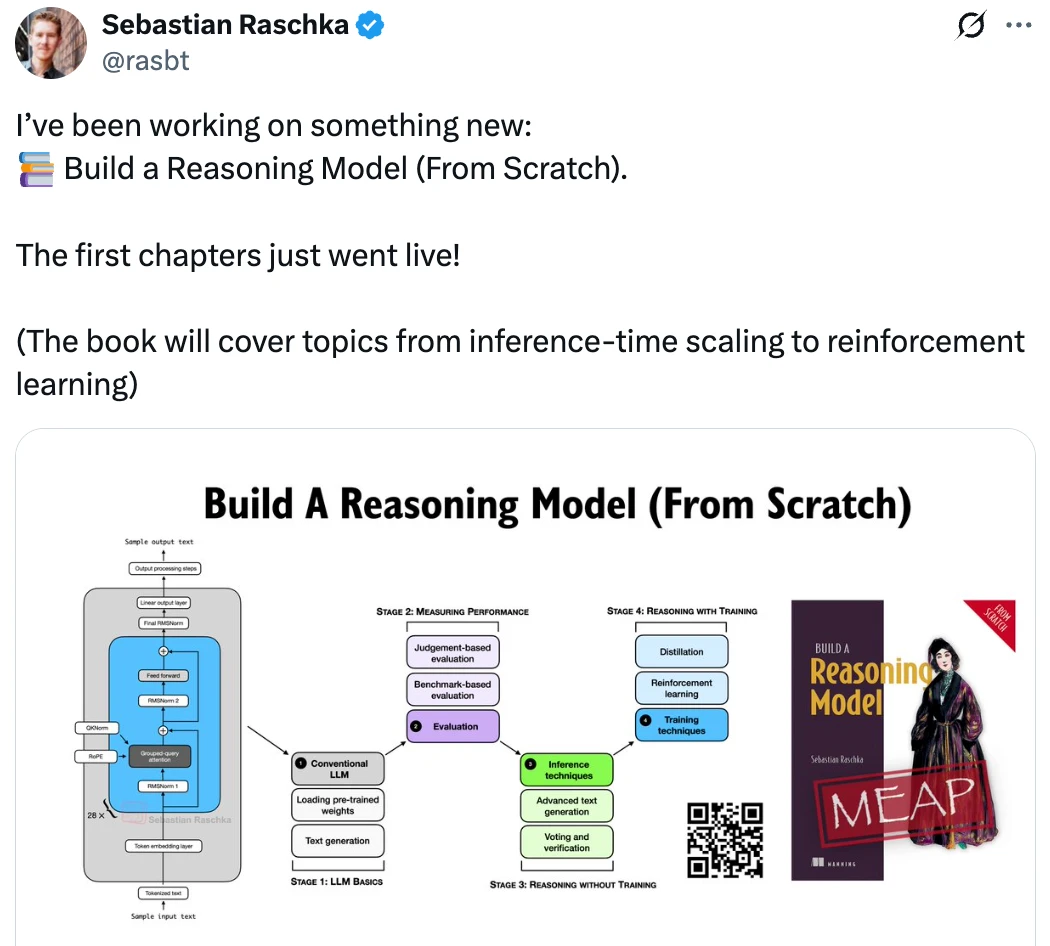 Sebastian Raschka
@rasbt
I’ve been working on something new:
📚 Build a Reasoning Model (From Scratch).
The first chapters just went live!
(The book will cover topics from inference-time scaling to reinforcement
learning)
Build A Reasoning Model (From Scratch)
Sample output text
Output processing steps
Linear output layer
Final RMSNorm
Feed forward
RMSNorm 2
QKNorm
RoPE
Grouped-query
attention
RMSNorm 1
28 ×
Sebastian Raschka
Token embedding layer
Tokenized text
Sample input text
1 Conventional
LLM
Loading pre-trained
weights
Text generation
STAGE 1: LLM BASICS
STAGE 2: MEASURING PERFORMANCE
Judgement-based
evaluation
Benchmark-based
evaluation
2 Evaluation
3 Inference
techniques
Advanced text
generation
Voting and
verification
STAGE 3: REASONING WITHOUT TRAINING
STAGE 4: REASONING WITH TRAINING
Distillation
Reinforcement
learning
4 Training
techniques
FROM
SCRATCH
BUILD A
Reasoning
Model
Sebastian Raschka
MEAP
MANNING